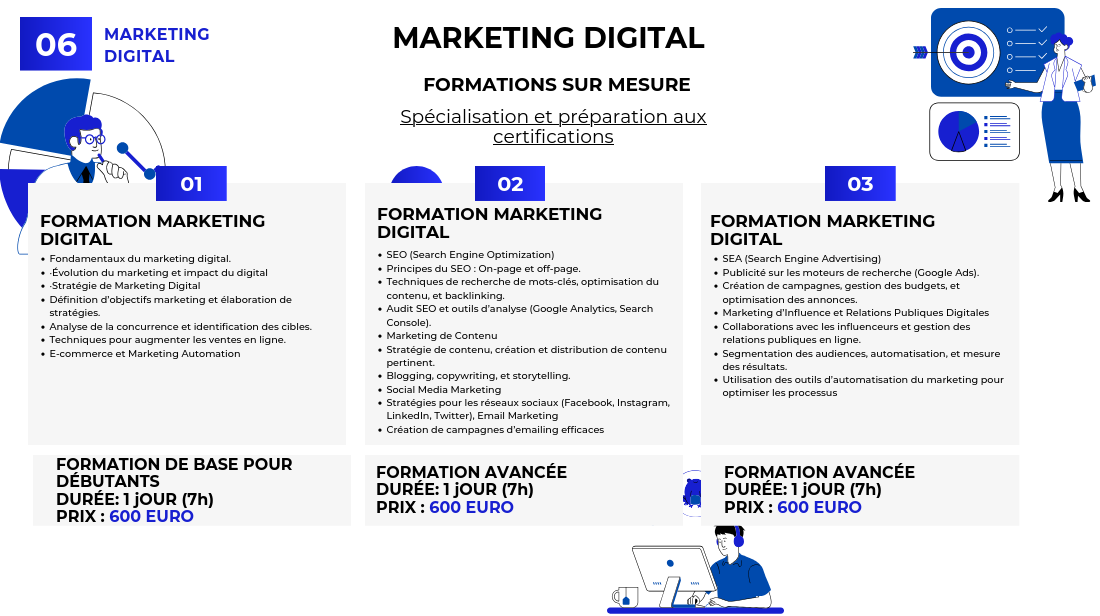 06
MARKETING
DIGITAL
MARKETING DIGITAL
FORMATIONS SUR MESURE
Spécialisation et préparation aux
certifications
01
FORMATION MARKETING
DIGITAL
• Fondamentaux du marketing digital.
• ·Évolution du marketing et impact du digital
• ·Stratégie de Marketing Digital
• Définition d'objectifs marketing et élaboration de
stratégies.
• Analyse de la concurrence et identification des cibles.
• Techniques pour augmenter les ventes en ligne.
• E-commerce et Marketing Automation
FORMATION DE BASE POUR
DÉBUTANTS
DURÉE: 1 jOUR (7h)
PRIX : 600 EURO
02
FORMATION MARKETING
DIGITAL
• SEO (Search Engine Optimization)
• Principes du SEO : On-page et off-page.
• Techniques de recherche de mots-clés, optimisation du
contenu, et backlinking.
• Audit SEO et outils d'analyse (Google Analytics, Search
Console).
• Marketing de Contenu
• Stratégie de contenu, création et distribution de contenu
pertinent.
• Blogging, copywriting, et storytelling.
• Social Media Marketing
• Stratégies pour les réseaux sociaux (Facebook, Instagram,
LinkedIn, Twitter), Email Marketing
• Création de campagnes d'emailing efficaces
FORMATION AVANCÉE
DURÉE: 1 jOUR (7h)
PRIX : 600 EURO
03
FORMATION MARKETING
DIGITAL
• SEA (Search Engine Advertising)
• Publicité sur les moteurs de recherche (Google Ads).
• Création de campagnes, gestion des budgets, et
optimisation des annonces.
• Marketing d'Influence et Relations Publiques Digitales
• Collaborations avec les influenceurs et gestion des
relations publiques en ligne.
• Segmentation des audiences, automatisation, et mesure
des résultats.
• Utilisation des outils d'automatisation du marketing pour
optimiser les processus
FORMATION AVANCÉE
DURÉE: 1 jOUR (7h)
PRIX : 600 EURO